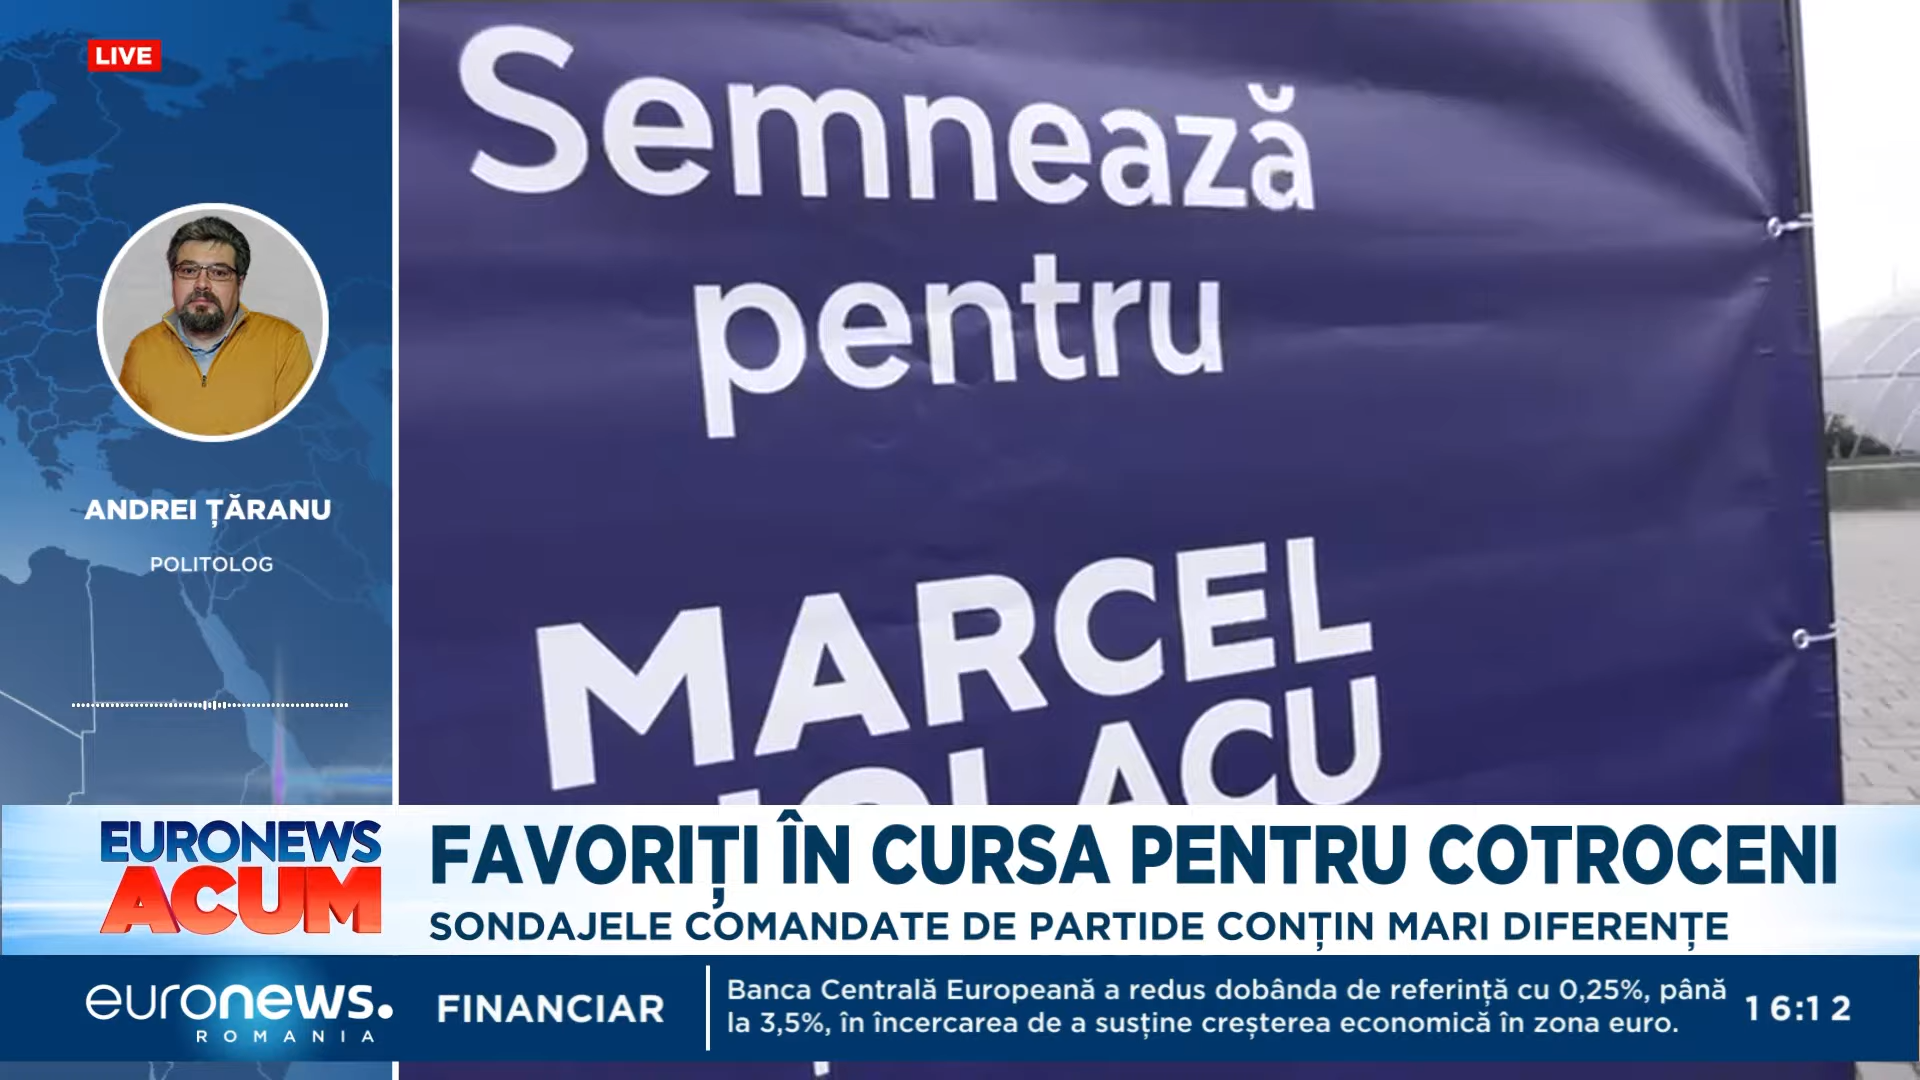 LIVE
Semnează
pentru
MARCEL
ANDREI ȚĂRANU
POLITOLOG
EURONEWS
ACUM
FAVORIȚI ÎN CURSA PENTRU COTROCENI
SONDAJELE COMANDATE DE PARTIDE CONȚIN MARI DIFERENȚE
euronews.
ROMANIA
FINANCIAR
Banca Centrală Europeană a redus dobânda de referință cu 0,25%, până
la 3,5%, în încercarea de a susține creșterea economică în zona euro.
16:12